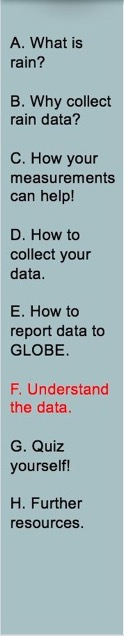 A. What is
rain?
B. Why collect
rain data?
C. How your
measurements
can help!
D. How to
collect your
data.
E. How to
report data to
GLOBE.
F. Understand
the data.
G. Quiz
yourself!
H. Further
resources.